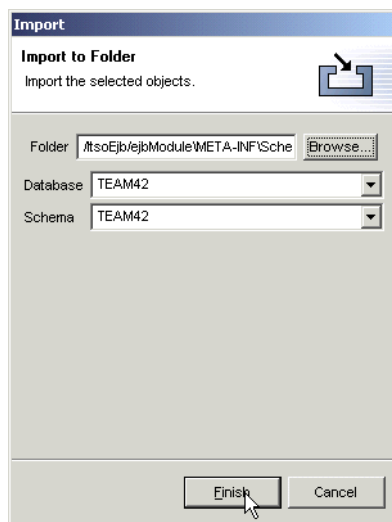 Import
Import to Folder
Import the selected objects.
Folder /ItsoEjb/ejbModule\META-INF\Sche Browse...
Database TEAM42
Schema TEAM42
Finish Cancel